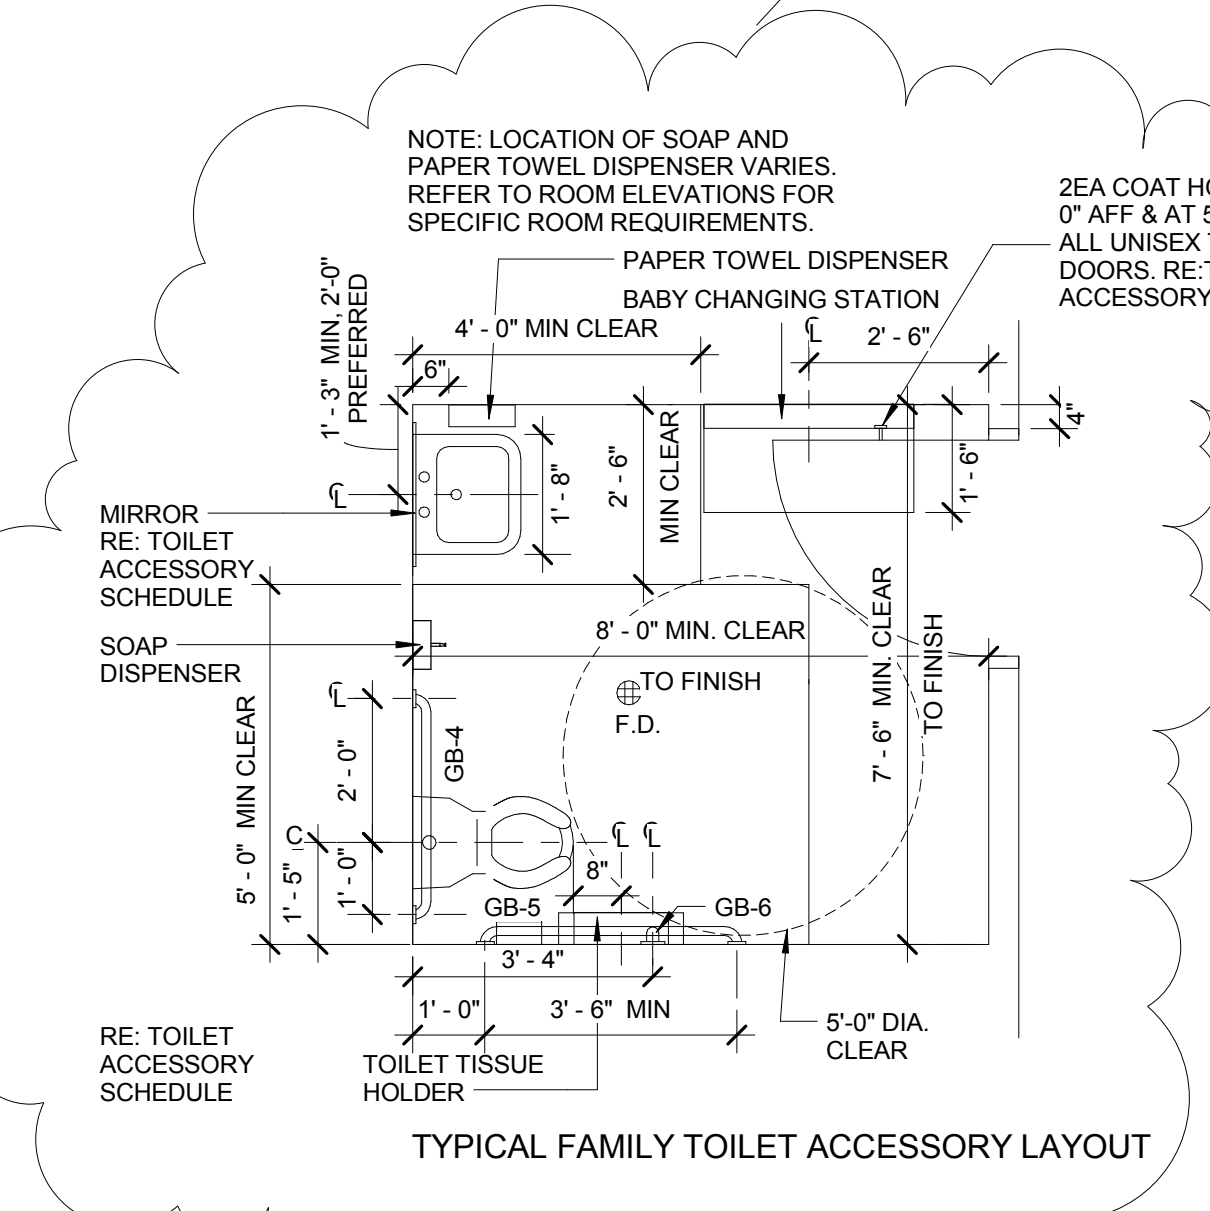 NOTE: LOCATION OF SOAP AND
PAPER TOWEL DISPENSER VARIES.
REFER TO ROOM ELEVATIONS FOR
SPECIFIC ROOM REQUIREMENTS.
2EA COAT
0" AFF & AT
ALL UNISEX
DOORS.
ACCESSORY
PAPER TOWEL DISPENSER
BABY CHANGING STATION
1' - 3" MIN, 2'-0"
PREFERRED
4' - 0" MIN CLEAR
CL
2' - 6"
6"
4"
2' - 6"
MIN CLEAR
1' - 8"
1' - 6"
CL
MIRROR
RE: TOILET
ACCESSORY
SCHEDULE
SOAP
DISPENSER
8' - 0" MIN. CLEAR
TO FINISH
F.D.
7' - 6" MIN. CLEAR
TO FINISH
CL
5' - 0" MIN CLEAR
2' - 0"
GB-4
C
1' - 5"
1' - 0"
CL
CL
8"
GB-5
GB-6
3' - 4"
1' - 0"
3' - 6" MIN
5'-0" DIA.
CLEAR
RE: TOILET
ACCESSORY
SCHEDULE
TOILET TISSUE
HOLDER
TYPICAL FAMILY TOILET ACCESSORY LAYOUT